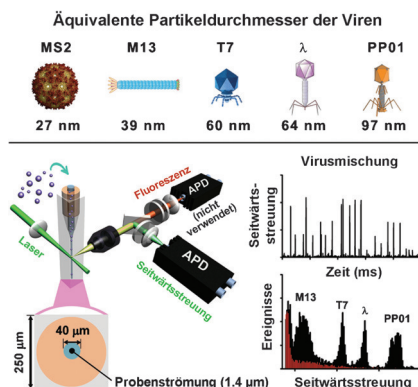 Äquivalente Partikeldurchmesser der Viren
MS2 M13 T7 λ PP01
27 nm 39 nm 60 nm 64 nm 97 nm
Fluoreszenz
APD
(nicht
verwendet)
Laser
APD
Seitwärtsstreuung
250 µm
40 µm
Probenströmung (1.4 µm)
Virusmischung
Seitwärts-
streuung
Zeit (ms)
Ereignisse
M13 T7 λ PP01
Seitwärtsstreuung